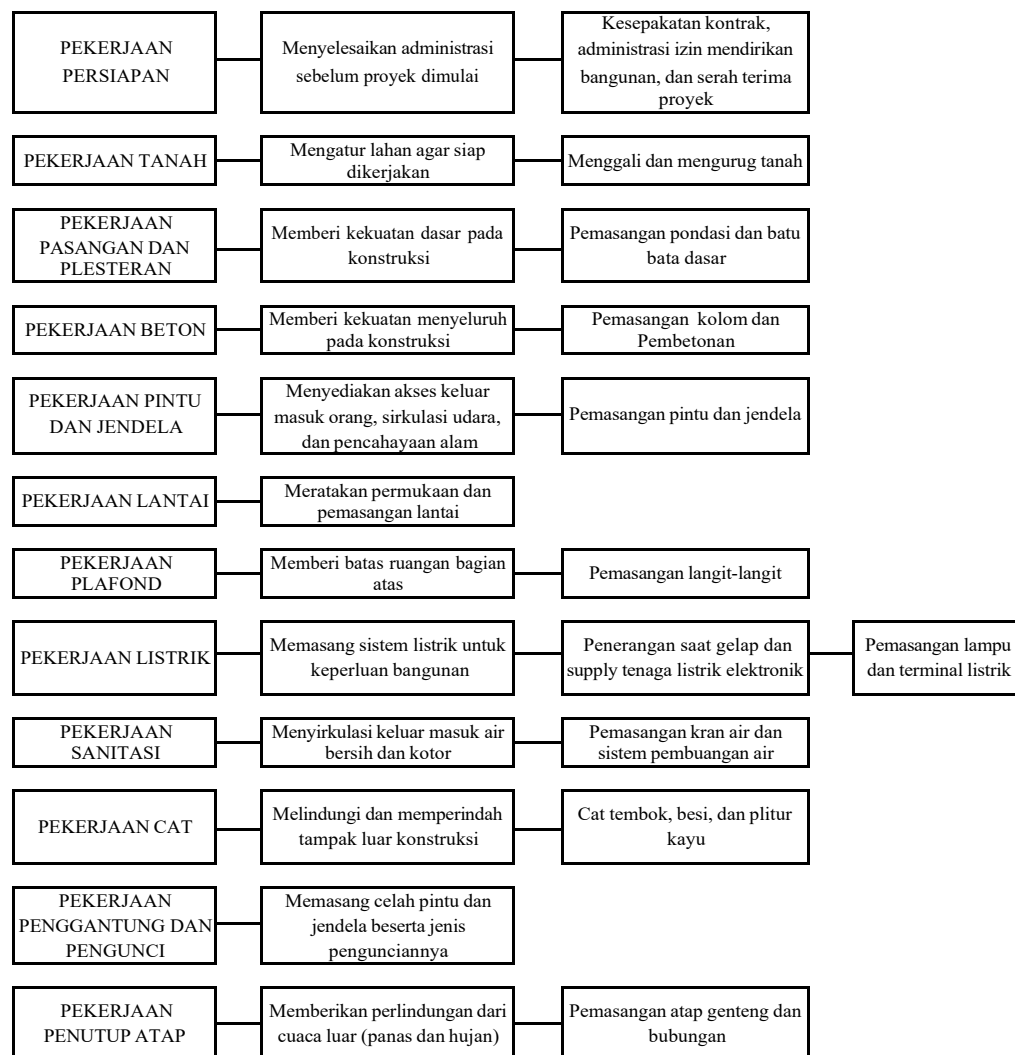 PEKERJAAN
PERSIAPAN
Menyelesaikan administrasi
sebelum proyek dimulai
Kesepakatan kontrak,
administrasi izin mendirikan
bangunan, dan serah terima
proyek
PEKERJAAN TANAH
Mengatur lahan agar siap
dikerjakan
Menggali dan mengurug tanah
PEKERJAAN
PASANGAN DAN
PLESTERAN
Memberi kekuatan dasar pada
konstruksi
Pemasangan pondasi dan batu
bata dasar
PEKERJAAN BETON
Memberi kekuatan menyeluruh
pada konstruksi
Pemasangan kolom dan
Pembetonan
PEKERJAAN PINTU
DAN JENDELA
Menyediakan akses keluar
masuk orang, sirkulasi udara,
dan pencahayaan alam
Pemasangan pintu dan jendela
PEKERJAAN LANTAI
Meratakan permukaan dan
pemasangan lantai
PEKERJAAN
PLAFOND
Memberi batas ruangan bagian
atas
Pemasangan langit-langit
PEKERJAAN LISTRIK
Memasang sistem listrik untuk
keperluan bangunan
Penerangan saat gelap dan
supply tenaga listrik elektronik
Pemasangan lampu
dan terminal listrik
PEKERJAAN
SANITASI
Menyirkulasi keluar masuk air
bersih dan kotor
Pemasangan kran air dan
sistem pembuangan air
PEKERJAAN CAT
Melindungi dan memperindah
tampak luar konstruksi
Cat tembok, besi, dan plitur
kayu
PEKERJAAN
PENGGANTUNG DAN
PENGUNCI
Memasang celah pintu dan
jendela beserta jenis
penguncìannya
PEKERJAAN
PENUTUP ATAP
Memberikan perlindungan dari
cuaca luar (panas dan hujan)
Pemasangan atap genteng dan
bubungan